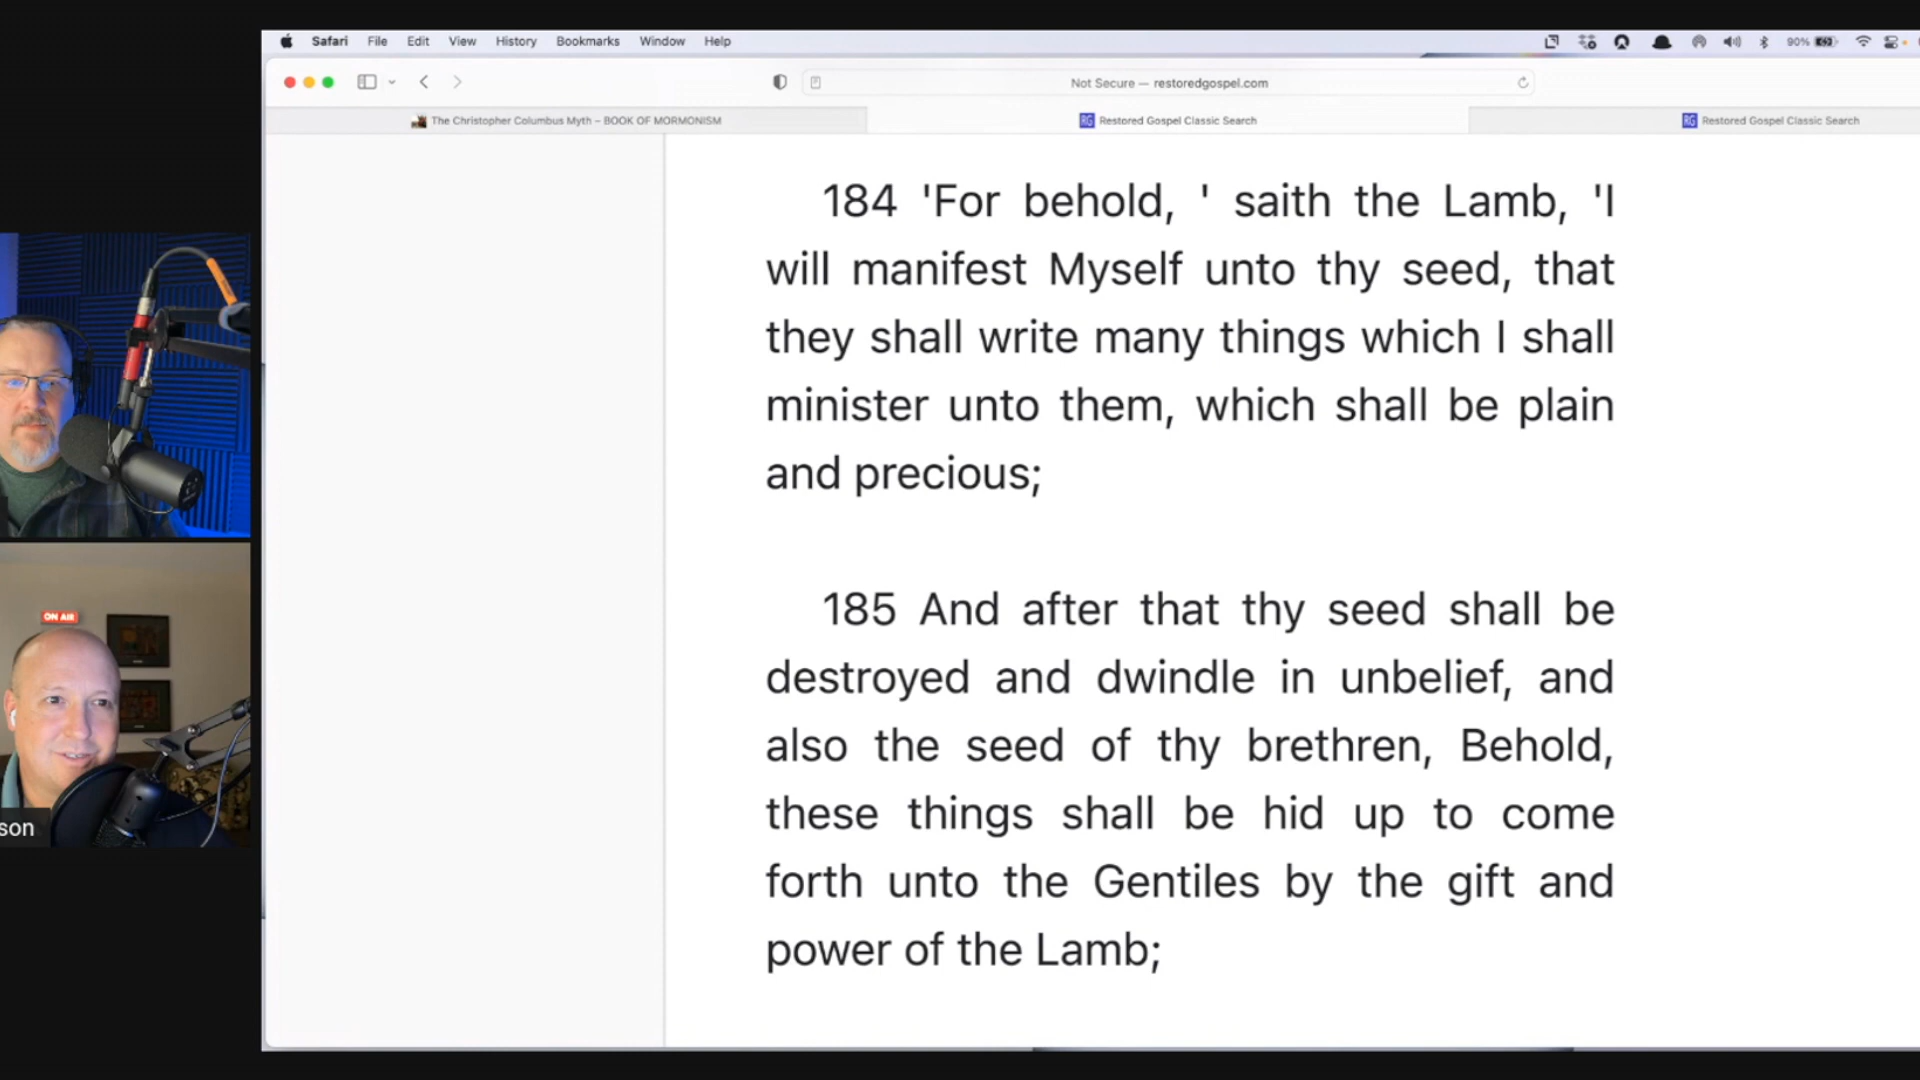 Safari File Edit View History Bookmarks Window Help 90%
Not Secure — restoredgospel.com
The Christopher Columbus Myth – BOOK OF MORMONISM
RG Restored Gospel Classic Search
RG Restored Gospel Classic Search
184 'For behold, ' saith the Lamb, 'I
will manifest Myself unto thy seed, that
they shall write many things which I shall
minister unto them, which shall be plain
and precious;
185 And after that thy seed shall be
destroyed and dwindle in unbelief, and
also the seed of thy brethren, Behold,
these things shall be hid up to come
forth unto the Gentiles by the gift and
power of the Lamb;
ON AIR
son